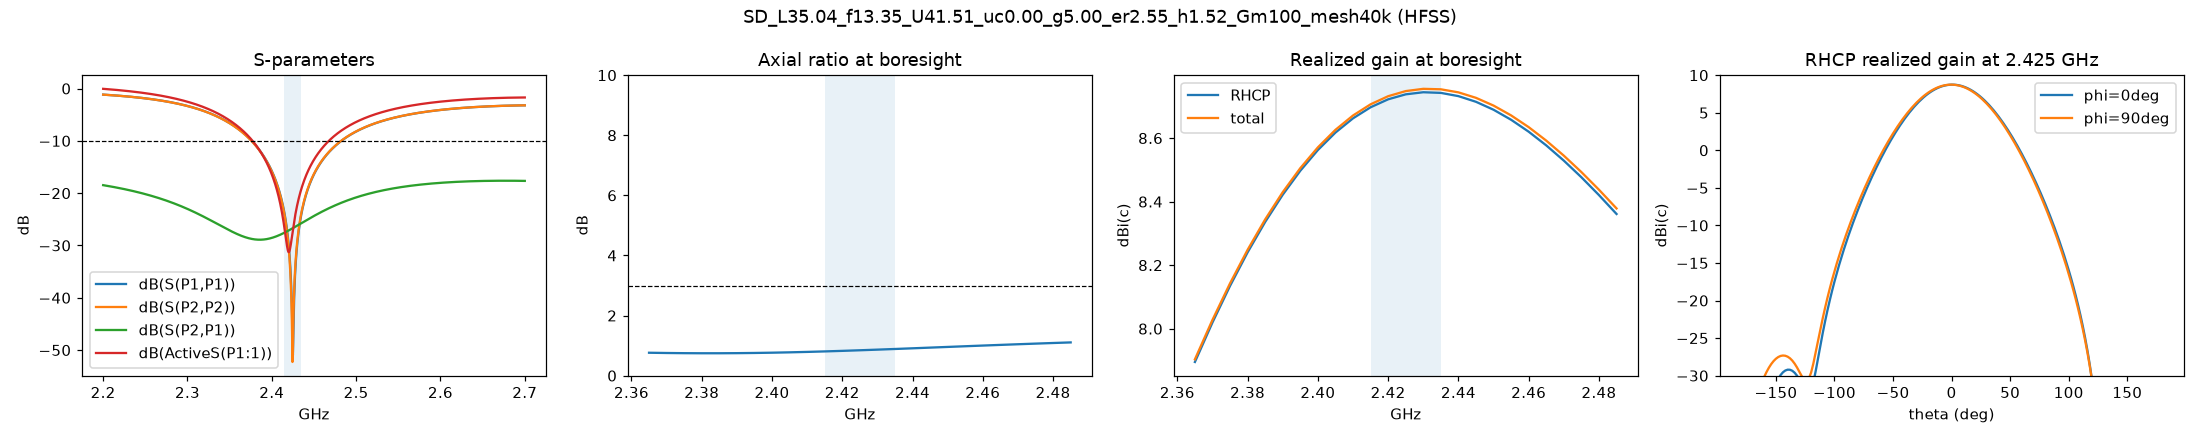 SD_L35.04_f13.35_U41.51_uc0.00_g5.00_er2.55_h1.52_Gm100_mesh40k (HFSS)
S-parameters
dB
0
−10
−20
−30
−40
−50
dB(S(P1,P1))
dB(S(P2,P2))
dB(S(P2,P1))
dB(ActiveS(P1:1))
2.2 2.3 2.4 2.5 2.6 2.7
GHz
Axial ratio at boresight
dB
10
8
6
4
2
0
2.36 2.38 2.40 2.42 2.44 2.46 2.48
GHz
Realized gain at boresight
dBi(c)
RHCP
total
8.6
8.4
8.2
8.0
2.36 2.38 2.40 2.42 2.44 2.46 2.48
GHz
RHCP realized gain at 2.425 GHz
dBi(c)
phi=0deg
phi=90deg
10
5
0
−5
−10
−15
−20
−25
−30
−150 −100 −50 0 50 100 150
theta (deg)